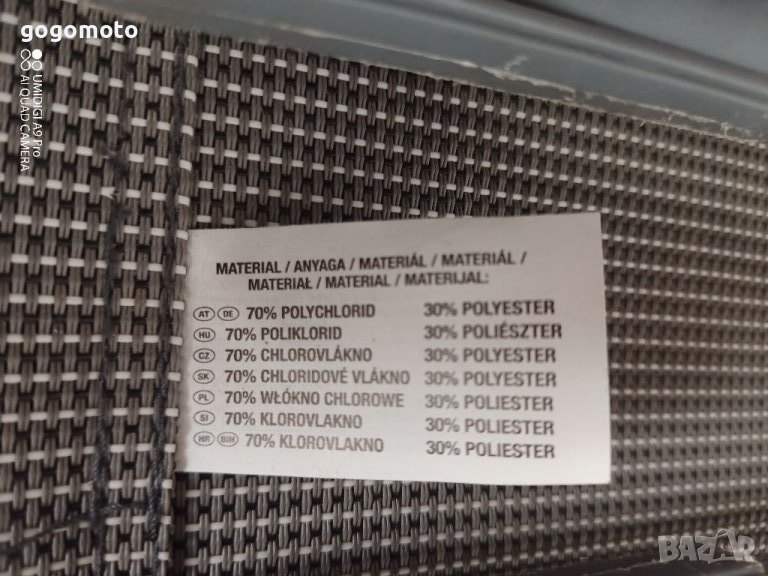 gogomoto
UMIDIGI A9 Pro
AI QUAD CAMERA
MATERIAL / ANYAGA / MATERIÁL / MATERIÁL /
MATERIAŁ / MATERIAL / MATERIJAL:
AT DE 70% POLYCHLORID 30% POLYESTER
HU 70% POLIKLORID 30% POLIÉSZTER
CZ 70% CHLOROVLÁKNO 30% POLYESTER
SK 70% CHLORIDOVÉ VLÁKNO 30% POLYESTER
PL 70% WŁÓKNO CHLOROWE 30% POLIESTER
SI 70% KLOROVLAKNO 30% POLIESTER
HR BIH 70% KLOROVLAKNO 30% POLIESTER
BAZAR